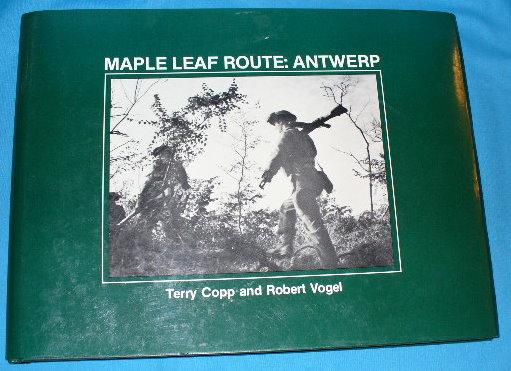 MAPLE LEAF ROUTE: ANTWERP
Terry Copp and Robert Vogel